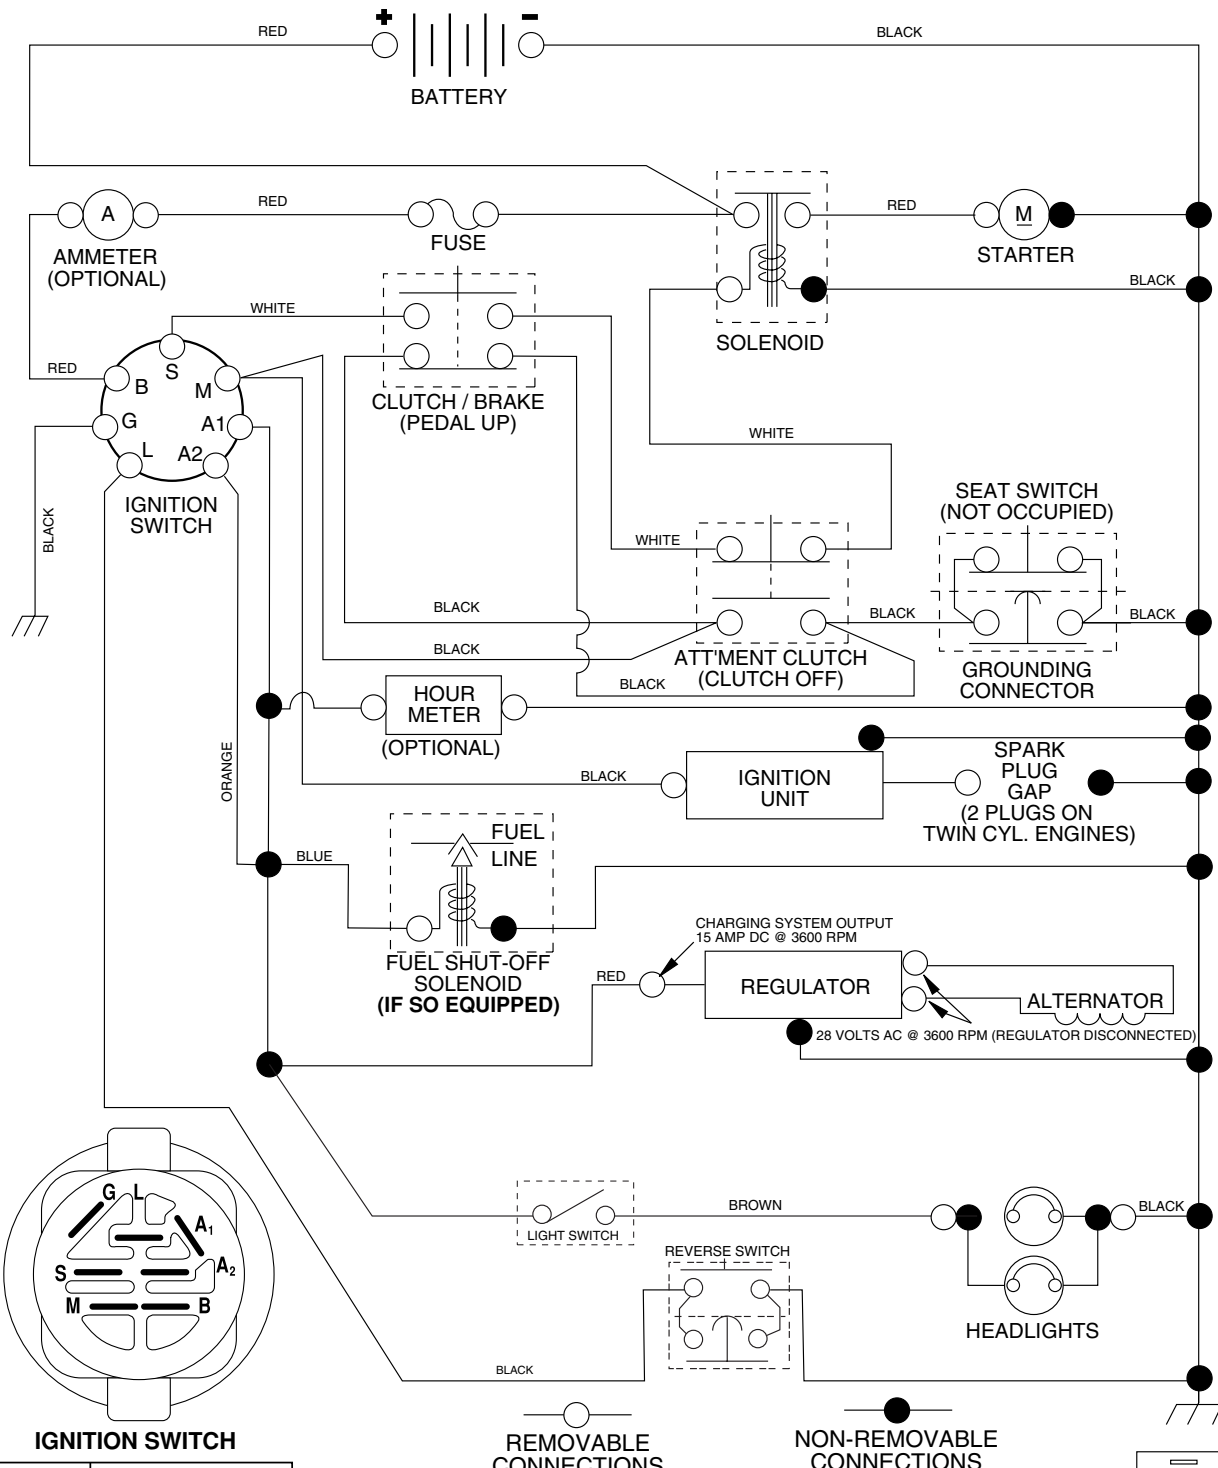 + -
RED
BLACK
BATTERY
A
RED
FUSE
RED
M
STARTER
AMMETER
(OPTIONAL)
WHITE
BLACK
SOLENOID
RED
B
S
M
G
A1
L
A2
CLUTCH / BRAKE
(PEDAL UP)
WHITE
IGNITION
SWITCH
BLACK
SEAT SWITCH
(NOT OCCUPIED)
WHITE
BLACK
BLACK
BLACK
BLACK
ATT'MENT CLUTCH
(CLUTCH OFF)
BLACK
GROUNDING
CONNECTOR
HOUR
METER
(OPTIONAL)
ORANGE
BLACK
IGNITION
UNIT
SPARK
PLUG
GAP
(2 PLUGS ON
TWIN CYL. ENGINES)
BLUE
FUEL
LINE
FUEL SHUT-OFF
SOLENOID
(IF SO EQUIPPED)
CHARGING SYSTEM OUTPUT
15 AMP DC @ 3600 RPM
RED
REGULATOR
ALTERNATOR
28 VOLTS AC @ 3600 RPM (REGULATOR DISCONNECTED)
G L
A1
A2
S
M
B
IGNITION SWITCH
LIGHT SWITCH
BROWN
BLACK
REVERSE SWITCH
HEADLIGHTS
BLACK
REMOVABLE
CONNECTIONS
NON-REMOVABLE
CONNECTIONS